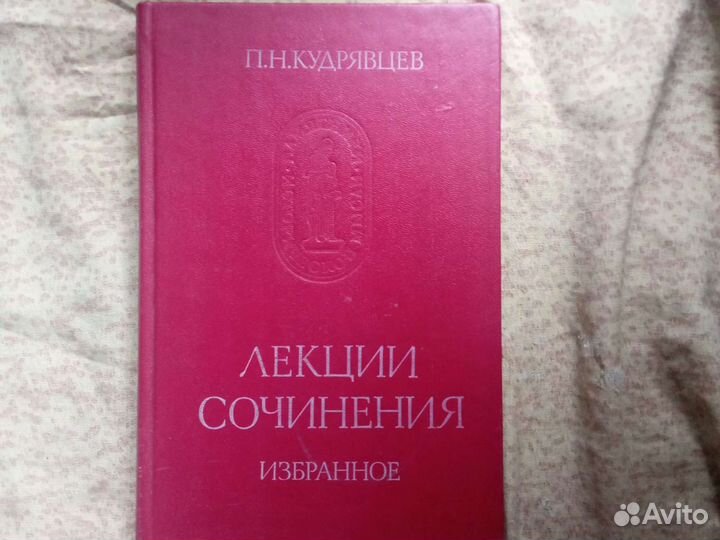 П.Н.КУДРЯВЦЕВ
ЛЕКЦИИ
СОЧИНЕНИЯ
ИЗБРАННОЕ
Avito